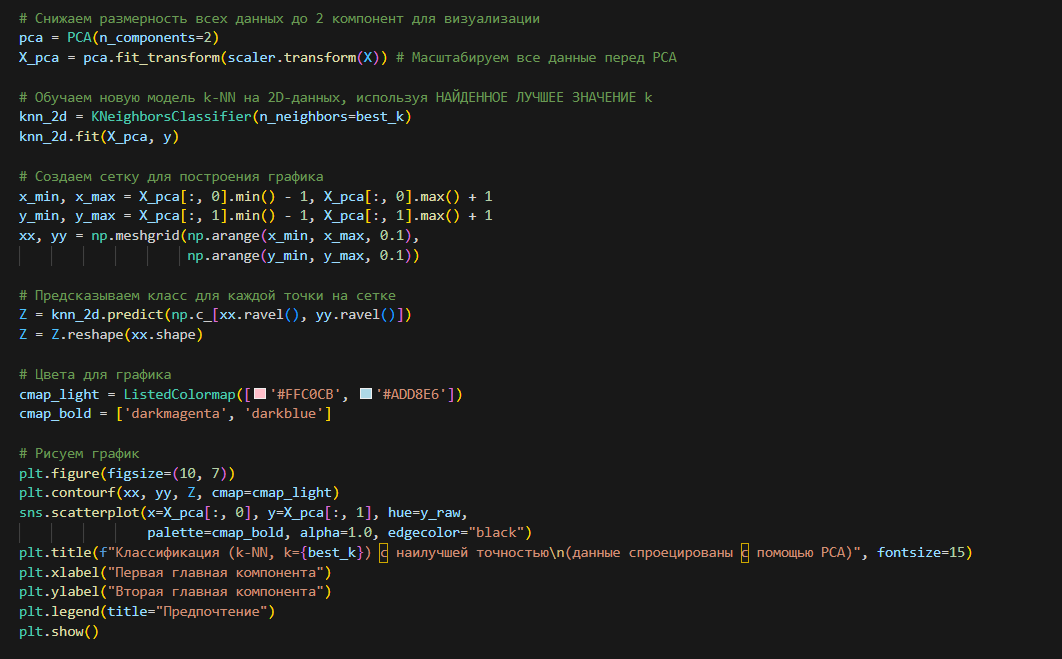 # Снижаем размерность всех данных до 2 компонент для визуализации
pca = PCA(n_components=2)
X_pca = pca.fit_transform(scaler.transform(X)) # Масштабируем все данные перед PCA
# Обучаем новую модель k-NN на 2D-данных, используя НАЙДЕННОЕ ЛУЧШЕЕ ЗНАЧЕНИЕ k
knn_2d = KNeighborsClassifier(n_neighbors=best_k)
knn_2d.fit(X_pca, y)
# Создаем сетку для построения графика
x_min, x_max = X_pca[:, 0].min() - 1, X_pca[:, 0].max() + 1
y_min, y_max = X_pca[:, 1].min() - 1, X_pca[:, 1].max() + 1
xx, yy = np.meshgrid(np.arange(x_min, x_max, 0.1),
                     np.arange(y_min, y_max, 0.1))
# Предсказываем класс для каждой точки на сетке
Z = knn_2d.predict(np.c_[xx.ravel(), yy.ravel()])
Z = Z.reshape(xx.shape)
# Цвета для графика
cmap_light = ListedColormap(['#FFC0CB', '#ADD8E6'])
cmap_bold = ['darkmagenta', 'darkblue']
# Рисуем график
plt.figure(figsize=(10, 7))
plt.contourf(xx, yy, Z, cmap=cmap_light)
sns.scatterplot(x=X_pca[:, 0], y=X_pca[:, 1], hue=y_raw,
                palette=cmap_bold, alpha=1.0, edgecolor="black")
plt.title(f"Классификация (k-NN, k={best_k}) с наилучшей точностью\n(данные спроецированы с помощью PCA)", fontsize=15)
plt.xlabel("Первая главная компонента")
plt.ylabel("Вторая главная компонента")
plt.legend(title="Предпочтение")
plt.show()